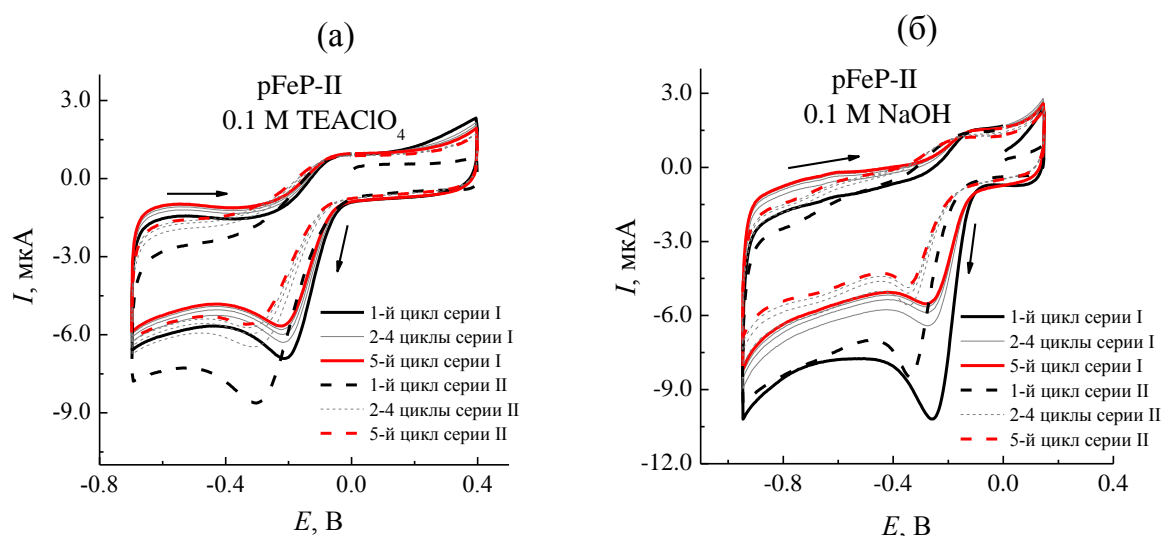 (а)
pFeP-II
0.1 M TEAClO4
3.0
0.0
-3.0
-6.0
-9.0
I, мкА
1-й цикл серии I
2-4 циклы серии I
5-й цикл серии I
1-й цикл серии II
2-4 циклы серии II
5-й цикл серии II
-0.8 -0.4 0.0 0.4
E, В
(б)
pFeP-II
0.1 M NaOH
3.0
0.0
-3.0
-6.0
-9.0
-12.0
I, мкА
1-й цикл серии I
2-4 циклы серии I
5-й цикл серии I
1-й цикл серии II
2-4 циклы серии II
5-й цикл серии II
-0.8 -0.4 0.0 0.4
E, В